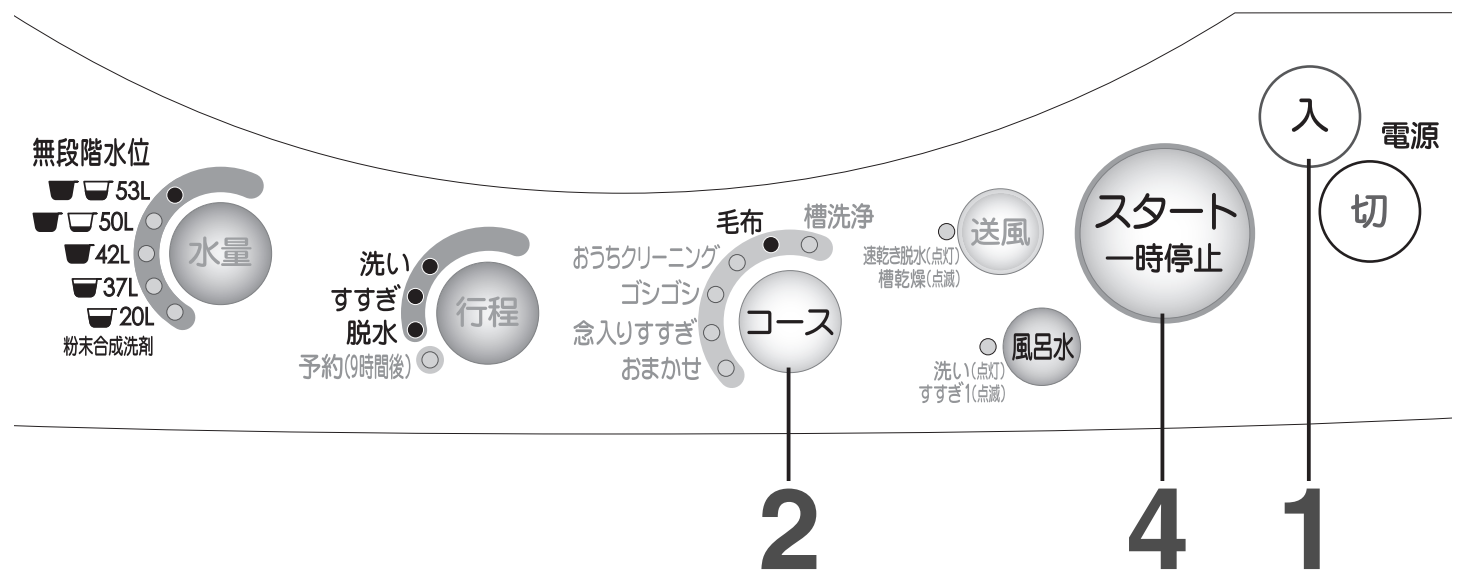 無段階水位
53L
50L
42L
37L
20L
粉末合成洗剤
水量
洗い
すすぎ
脱水
予約(9時間後)
行程
毛布
槽洗浄
おうちクリーニング
ゴシゴシ
念入りすすぎ
おまかせ
コース
送風
速乾き脱水(点灯)
槽乾燥(点滅)
風呂水
洗い(点灯)
すすぎ1(点滅)
スタート
一時停止
入
電源
切
2
4
1